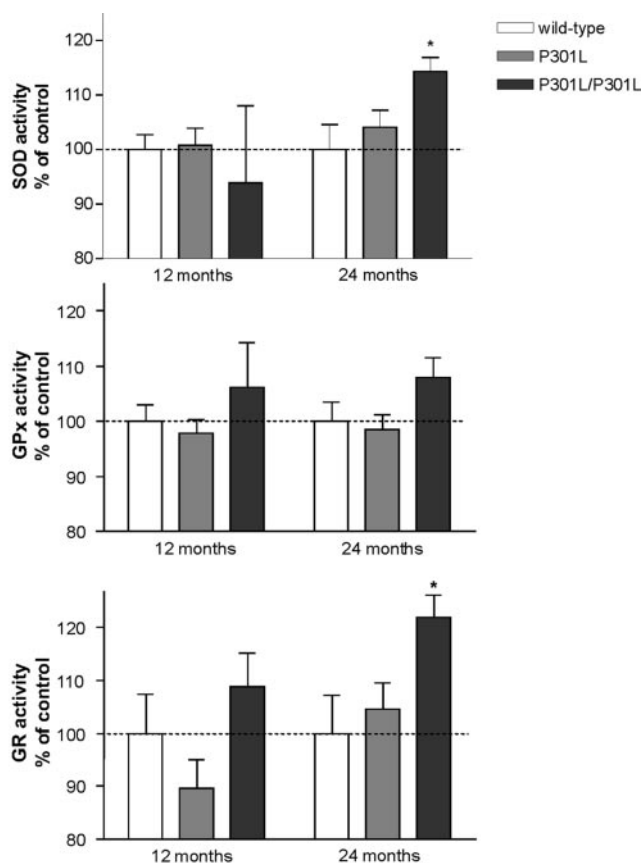 wild-type
P301L
P301L/P301L
SOD activity
% of control
120
110
100
90
80
*
12 months
24 months
GPx activity
% of control
120
110
100
90
80
12 months
24 months
GR activity
% of control
120
110
100
90
80
*
12 months
24 months